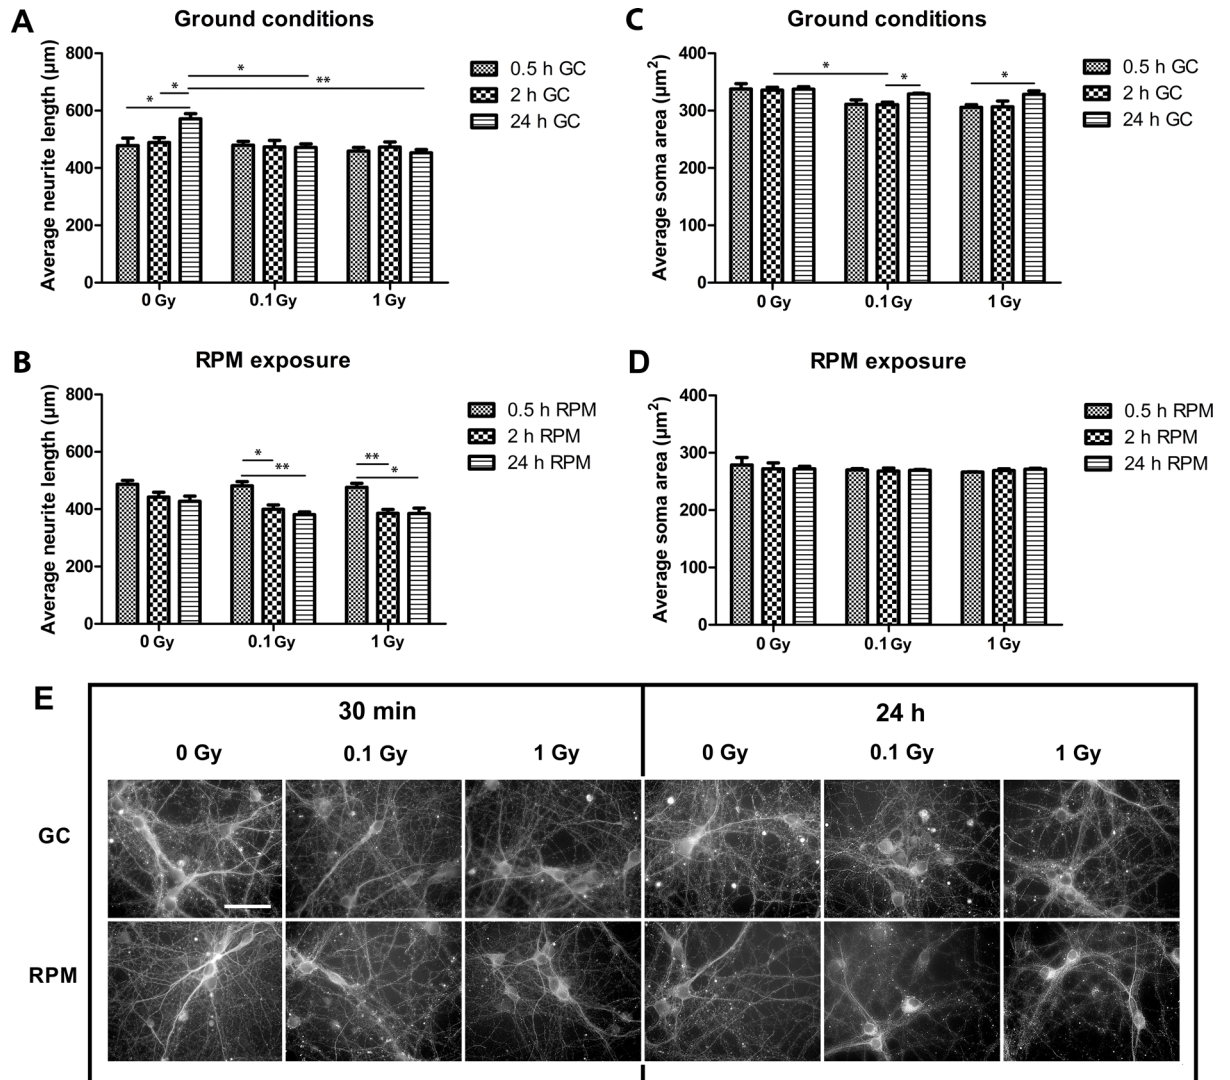 A
Ground conditions
Average neurite length (µm)
800
600
400
200
0
* * * **
0 Gy 0.1 Gy 1 Gy
0.5 h GC
2 h GC
24 h GC
C
Ground conditions
Average soma area (µm²)
400
300
200
100
0
* * *
0 Gy 0.1 Gy 1 Gy
0.5 h GC
2 h GC
24 h GC
B
RPM exposure
Average neurite length (µm)
800
600
400
200
0
* ** ** *
0 Gy 0.1 Gy 1 Gy
0.5 h RPM
2 h RPM
24 h RPM
D
RPM exposure
Average soma area (µm²)
400
300
200
100
0
0 Gy 0.1 Gy 1 Gy
0.5 h RPM
2 h RPM
24 h RPM
E
30 min 24 h
0 Gy 0.1 Gy 1 Gy 0 Gy 0.1 Gy 1 Gy
GC
RPM